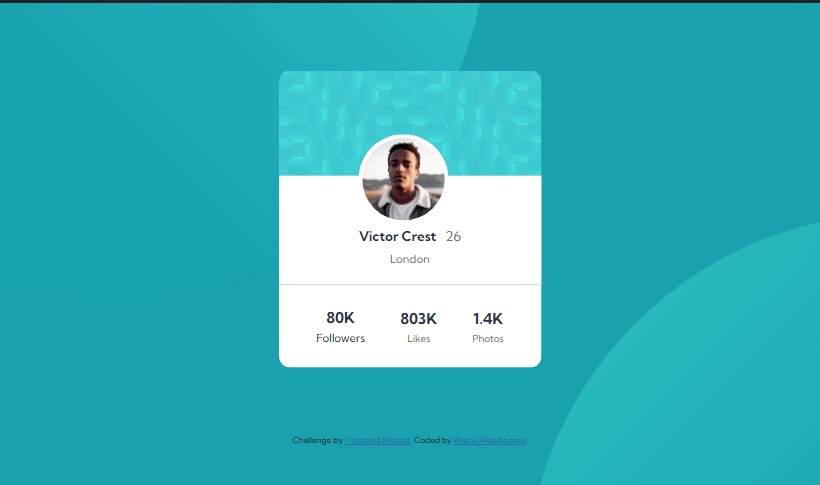 Victor Crest 26
London
80K 803K 1.4K
Followers Likes Photos
Challenge by Frontend Mentor. Coded by Peace Akaehomen.